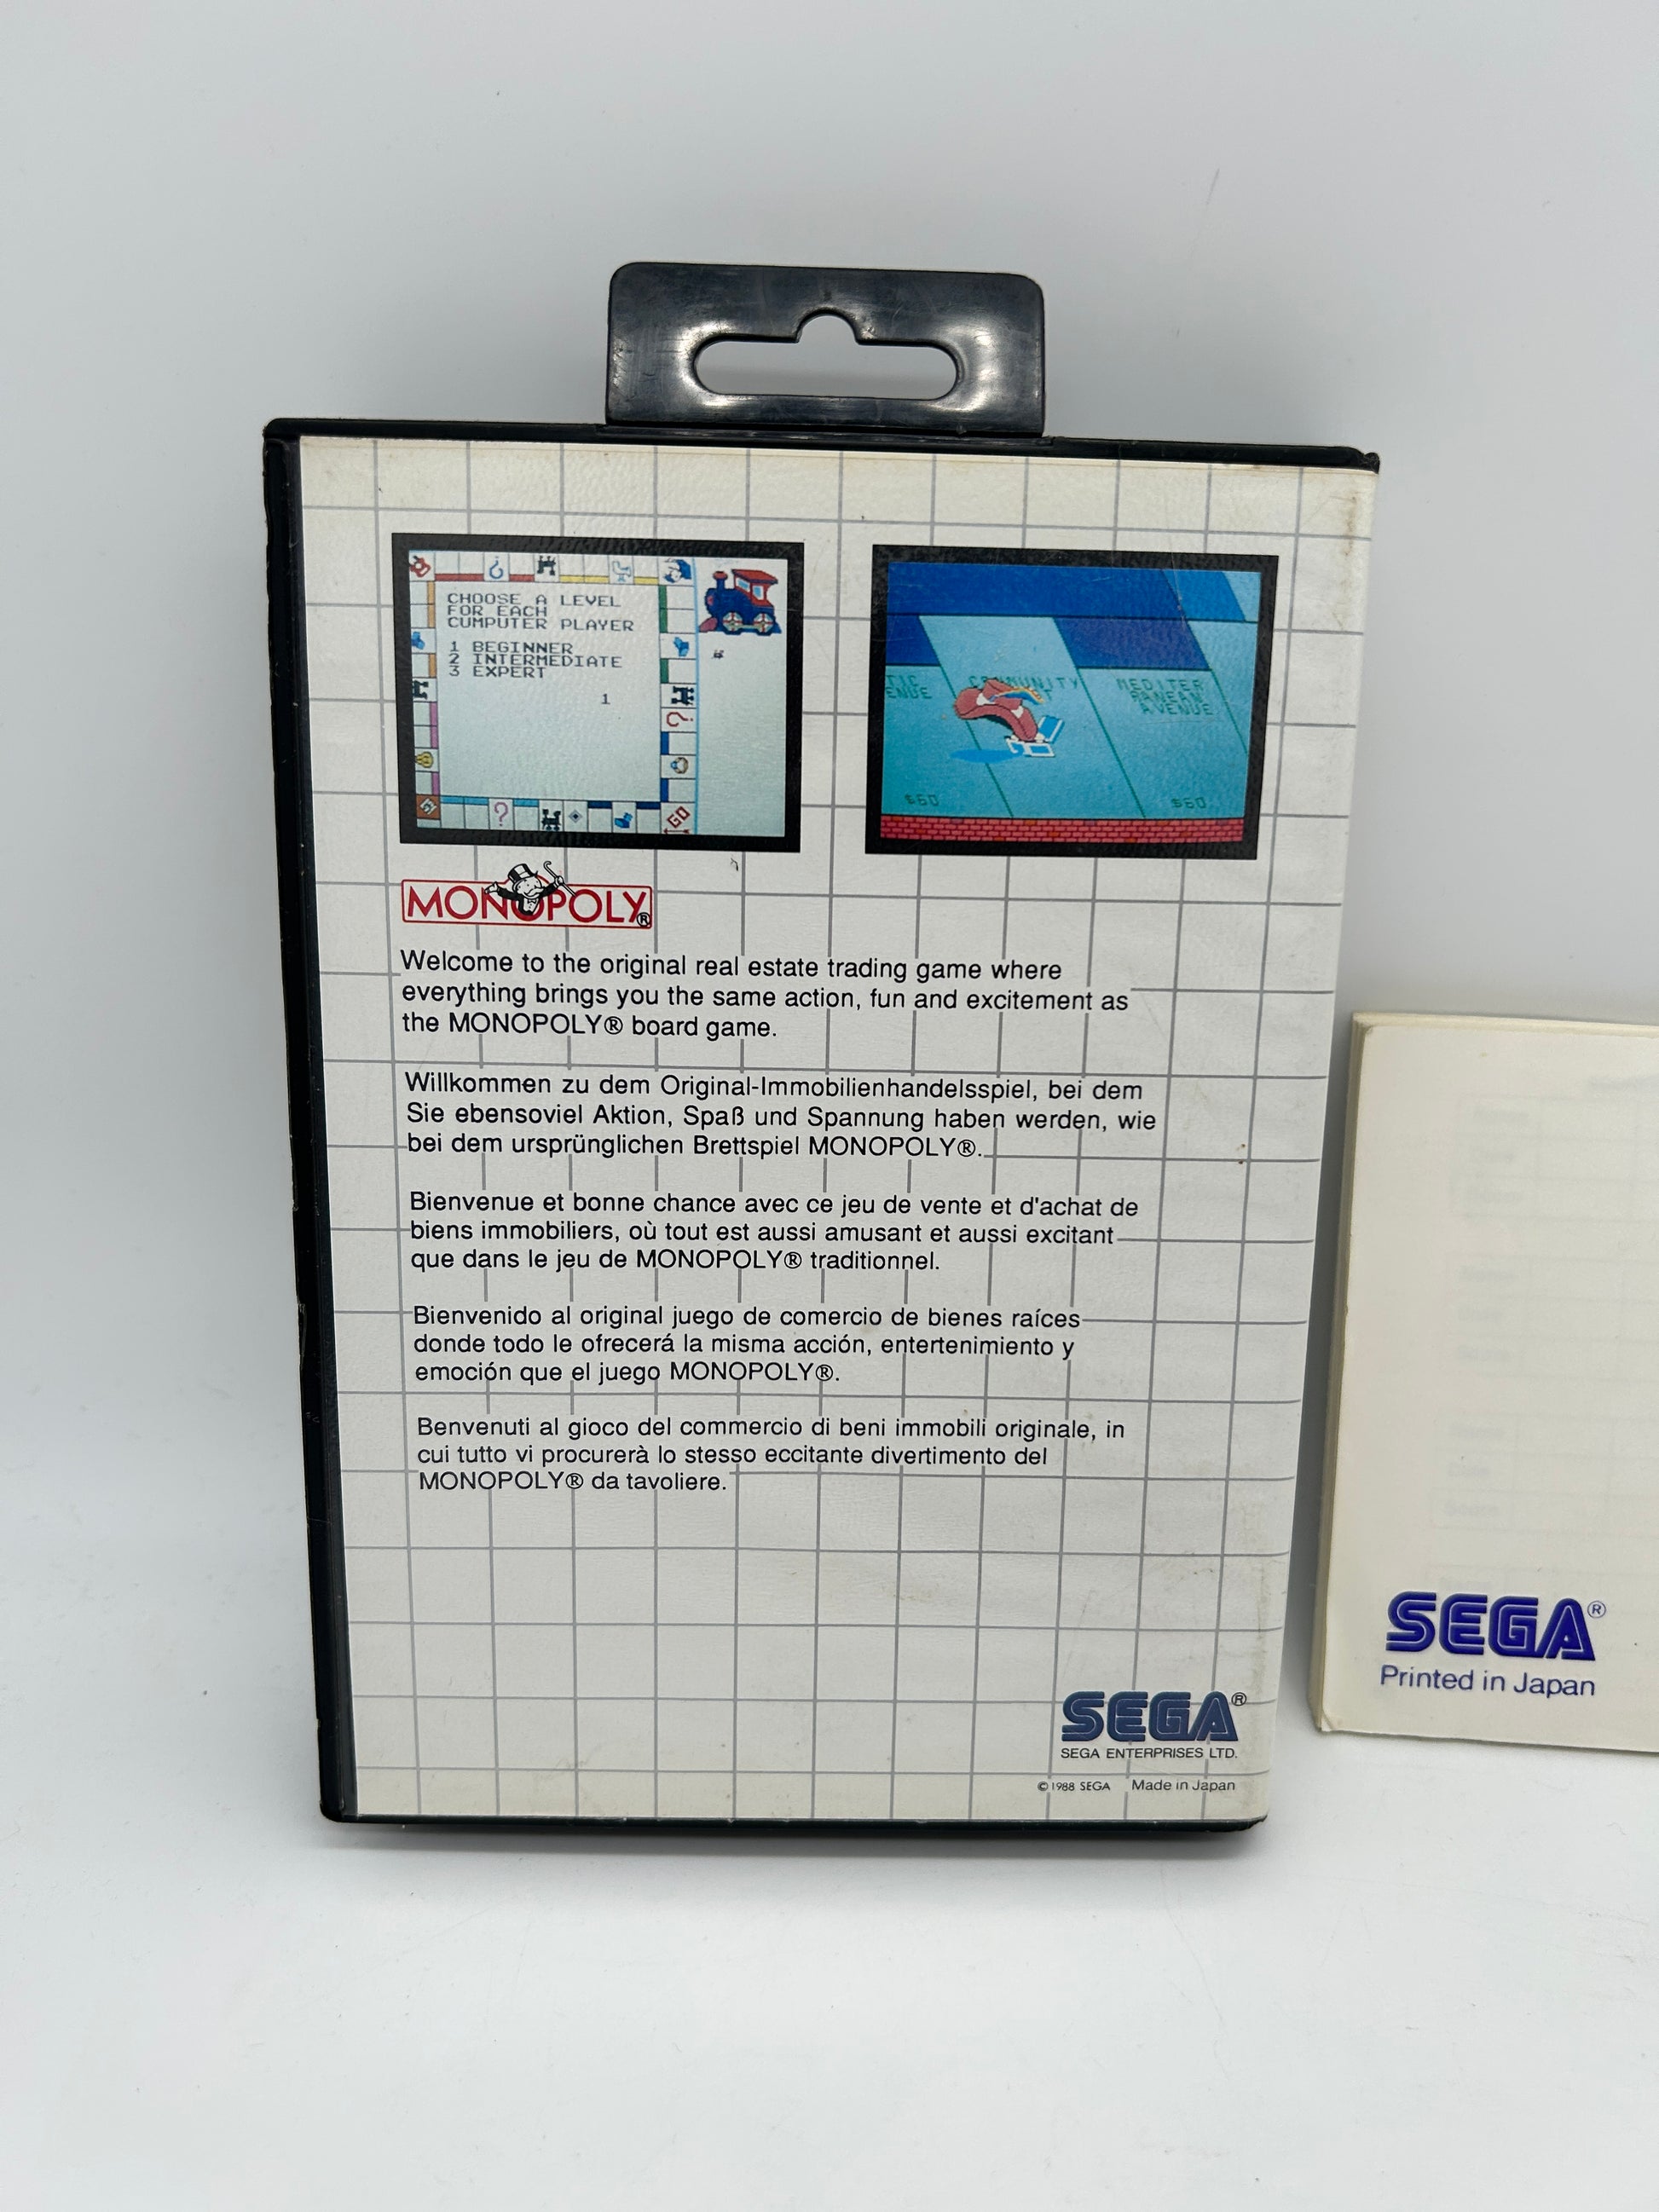 CHOOSE A LEVEL
FOR EACH
CUMPUTER PLAYER
1 BEGINNER
2 INTERMEDIATE
3 EXPERT
1
GO
TIC
ENUE
COMMUNITY
MEDITER
RANEAN
AVENUE
$60
$60
MONOPOLY®
Welcome to the original real estate trading game where
everything brings you the same action, fun and excitement as
the MONOPOLY® board game.
Willkommen zu dem Original-Immobilienhandelsspiel, bei dem
Sie ebensoviel Aktion, Spaß und Spannung haben werden, wie
bei dem ursprünglichen Brettspiel MONOPOLY®.
Bienvenue et bonne chance avec ce jeu de vente et d'achat de
biens immobiliers, où tout est aussi amusant et aussi excitant
que dans le jeu de MONOPOLY® traditionnel.
Bienvenido al original juego de comercio de bienes raíces
donde todo le ofrecerá la misma acción, entertenimiento y
emoción que el juego MONOPOLY®.
Benvenuti al gioco del commercio di beni immobili originale, in
cui tutto vi procurerà lo stesso eccitante divertimento del
MONOPOLY® da tavoliere.
SEGA®
SEGA ENTERPRISES LTD.
© 1988 SEGA Made in Japan
SEGA®
Printed in Japan